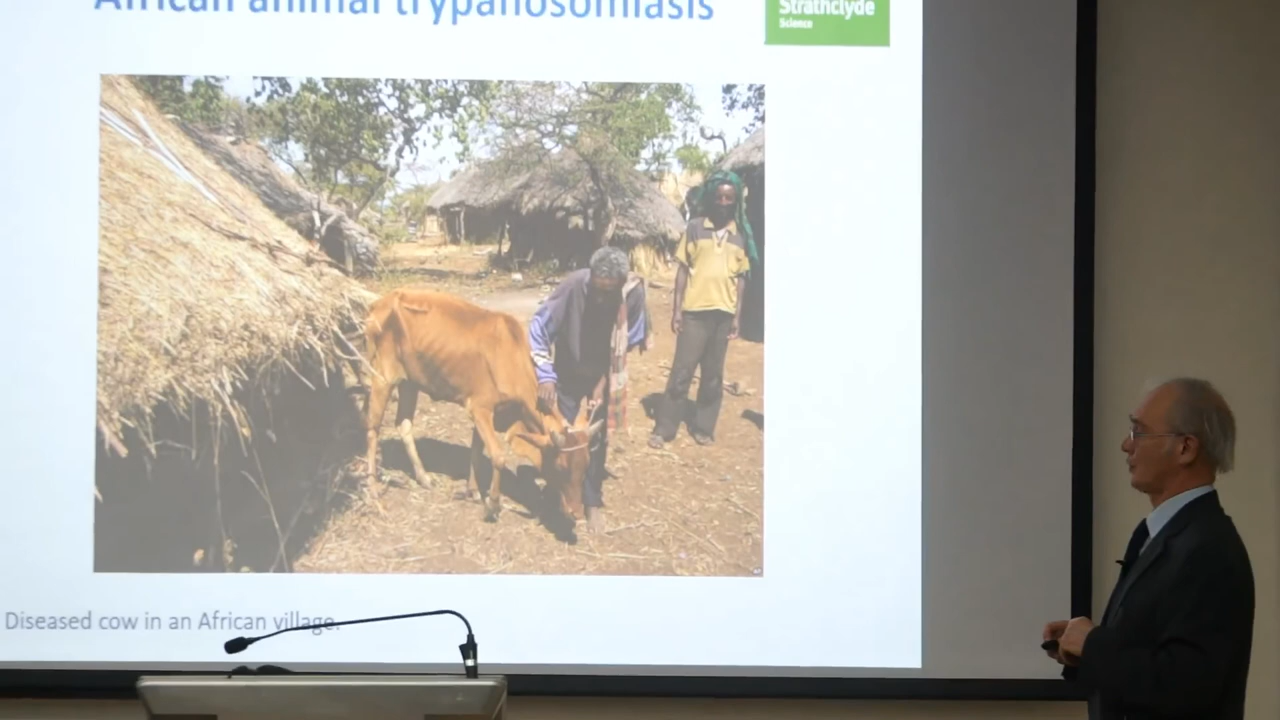 African animal trypanosomiasis
Strathclyde
Science
Diseased cow in an African village.